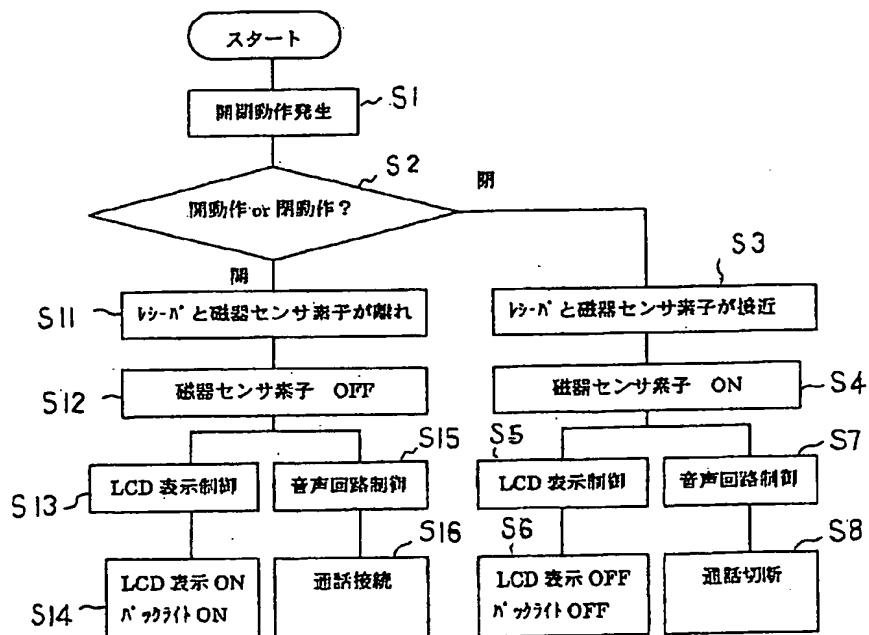 スタート
開閉動作発生
S1
S2
開動作 or 閉動作？
閉
開
S3
S11
ﾚｼｰﾊﾞと磁器センサ素子が離れ
ﾚｼｰﾊﾞと磁器センサ素子が接近
S12
磁器センサ素子 OFF
磁器センサ素子 ON
S4
S13
LCD 表示制御
S15
音声回路制御
S5
LCD 表示制御
S7
音声回路制御
S14
LCD 表示 ON
ﾊﾞｯｸﾗｲﾄ ON
S16
通話接続
S6
LCD 表示 OFF
ﾊﾞｯｸﾗｲﾄ OFF
S8
通話切断